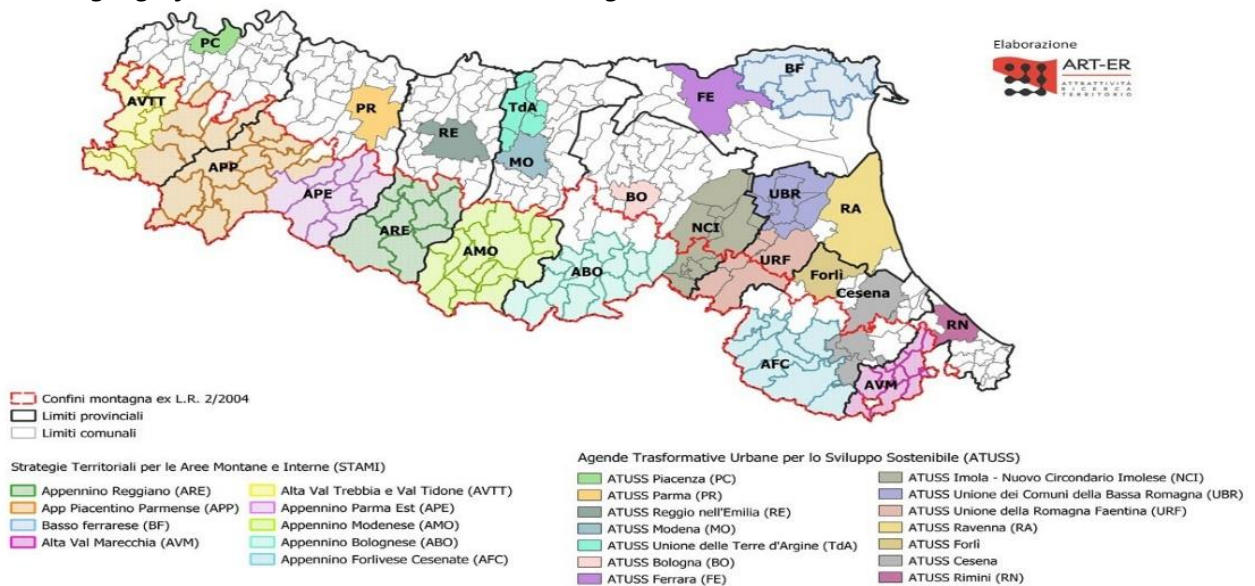 Elaborazione
ART-ER
ATTRATTIVITÀ
RICERCA
TERRITORIO
PC
AVTT
APP
PR
APE
RE
ARE
TdA
MO
AMO
BO
ABO
FE
BF
NCI
UBR
RA
URF
Forlì
Cesena
RN
AFC
AVM
Confini montagna ex L.R. 2/2004
Limiti provinciali
Limiti comunali
Strategie Territoriali per le Aree Montane e Interne (STAMI)
Appennino Reggiano (ARE)
App Piacentino Parmense (APP)
Basso ferrarese (BF)
Alta Val Marecchia (AVM)
Alta Val Trebbia e Val Tidone (AVTT)
Appennino Parma Est (APE)
Appennino Modenese (AMO)
Appennino Bolognese (ABO)
Appennino Forlivese Cesenate (AFC)
Agende Trasformative Urbane per lo Sviluppo Sostenibile (ATUSS)
ATUSS Piacenza (PC)
ATUSS Parma (PR)
ATUSS Reggio nell'Emilia (RE)
ATUSS Modena (MO)
ATUSS Unione delle Terre d'Argine (TdA)
ATUSS Bologna (BO)
ATUSS Ferrara (FE)
ATUSS Imola - Nuovo Circondario Imolese (NCI)
ATUSS Unione dei Comuni della Bassa Romagna (UBR)
ATUSS Unione della Romagna Faentina (URF)
ATUSS Ravenna (RA)
ATUSS Forlì
ATUSS Cesena
ATUSS Rimini (RN)